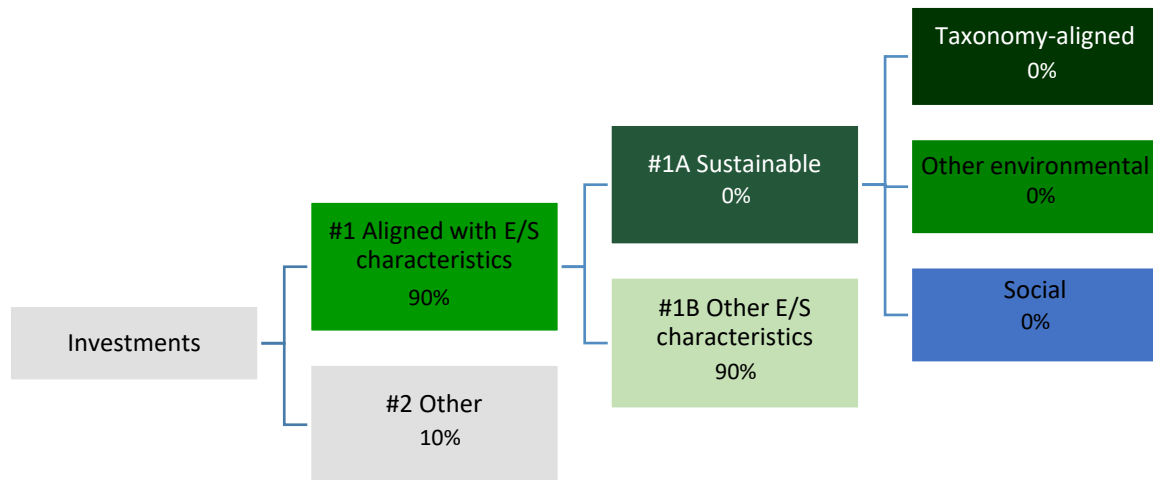 Investments
#1 Aligned with E/S
characteristics
90%
#2 Other
10%
#1A Sustainable
0%
#1B Other E/S
characteristics
90%
Taxonomy-aligned
0%
Other environmental
0%
Social
0%